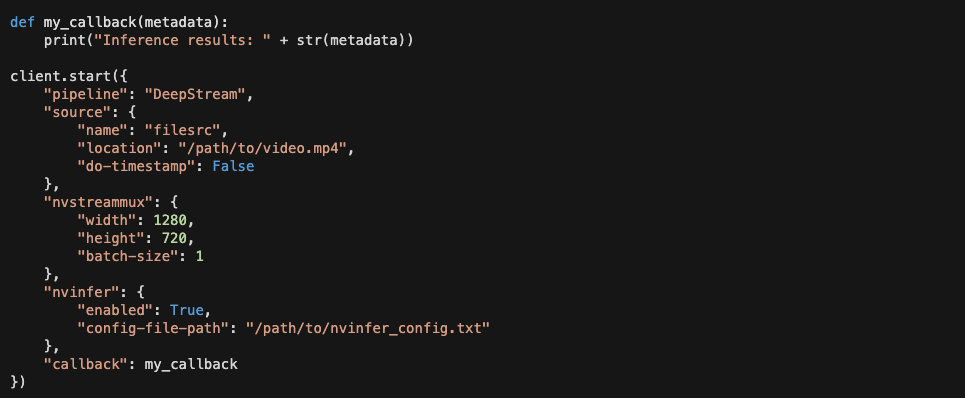 def my_callback(metadata):
    print("Inference results: " + str(metadata))

client.start({
    "pipeline": "DeepStream",
    "source": {
        "name": "filesrc",
        "location": "/path/to/video.mp4",
        "do-timestamp": False
    },
    "nvstreammux": {
        "width": 1280,
        "height": 720,
        "batch-size": 1
    },
    "nvinfer": {
        "enabled": True,
        "config-file-path": "/path/to/nvinfer_config.txt"
    },
    "callback": my_callback
})